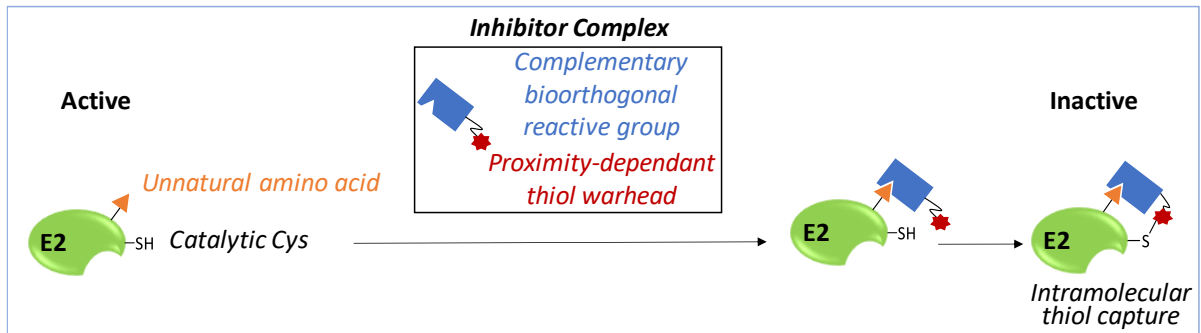 Inhibitor Complex
Complementary
bioorthogonal
reactive group
Proximity-dependant
thiol warhead
Active
Unnatural amino acid
E2
SH
Catalytic Cys
E2
SH
Inactive
E2
S
Intramolecular
thiol capture